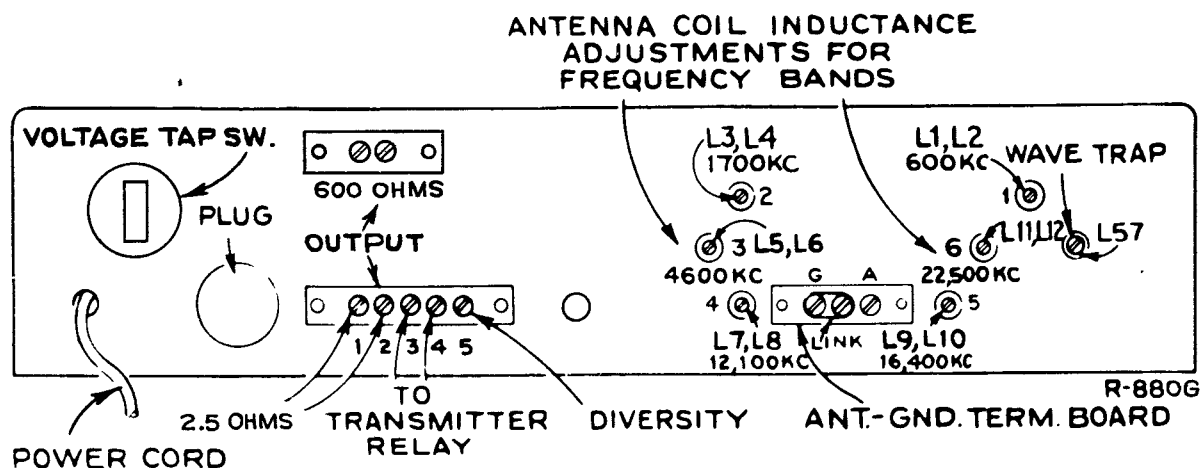 ANTENNA COIL INDUCTANCE
ADJUSTMENTS FOR
FREQUENCY BANDS
VOLTAGE TAP SW.
600 OHMS
PLUG
OUTPUT
1 2 3 4 5
L3,L4
1700KC
2
L1,L2
600KC
1
WAVE TRAP
3 L5,L6
4600KC
6 L11,L12
22,500KC
L57
G A
4
L7,L8
12,100KC
LINK
5
L9,L10
16,400KC
R-880G
POWER CORD
2.5 OHMS
TO
TRANSMITTER
RELAY
DIVERSITY
ANT.-GND. TERM. BOARD